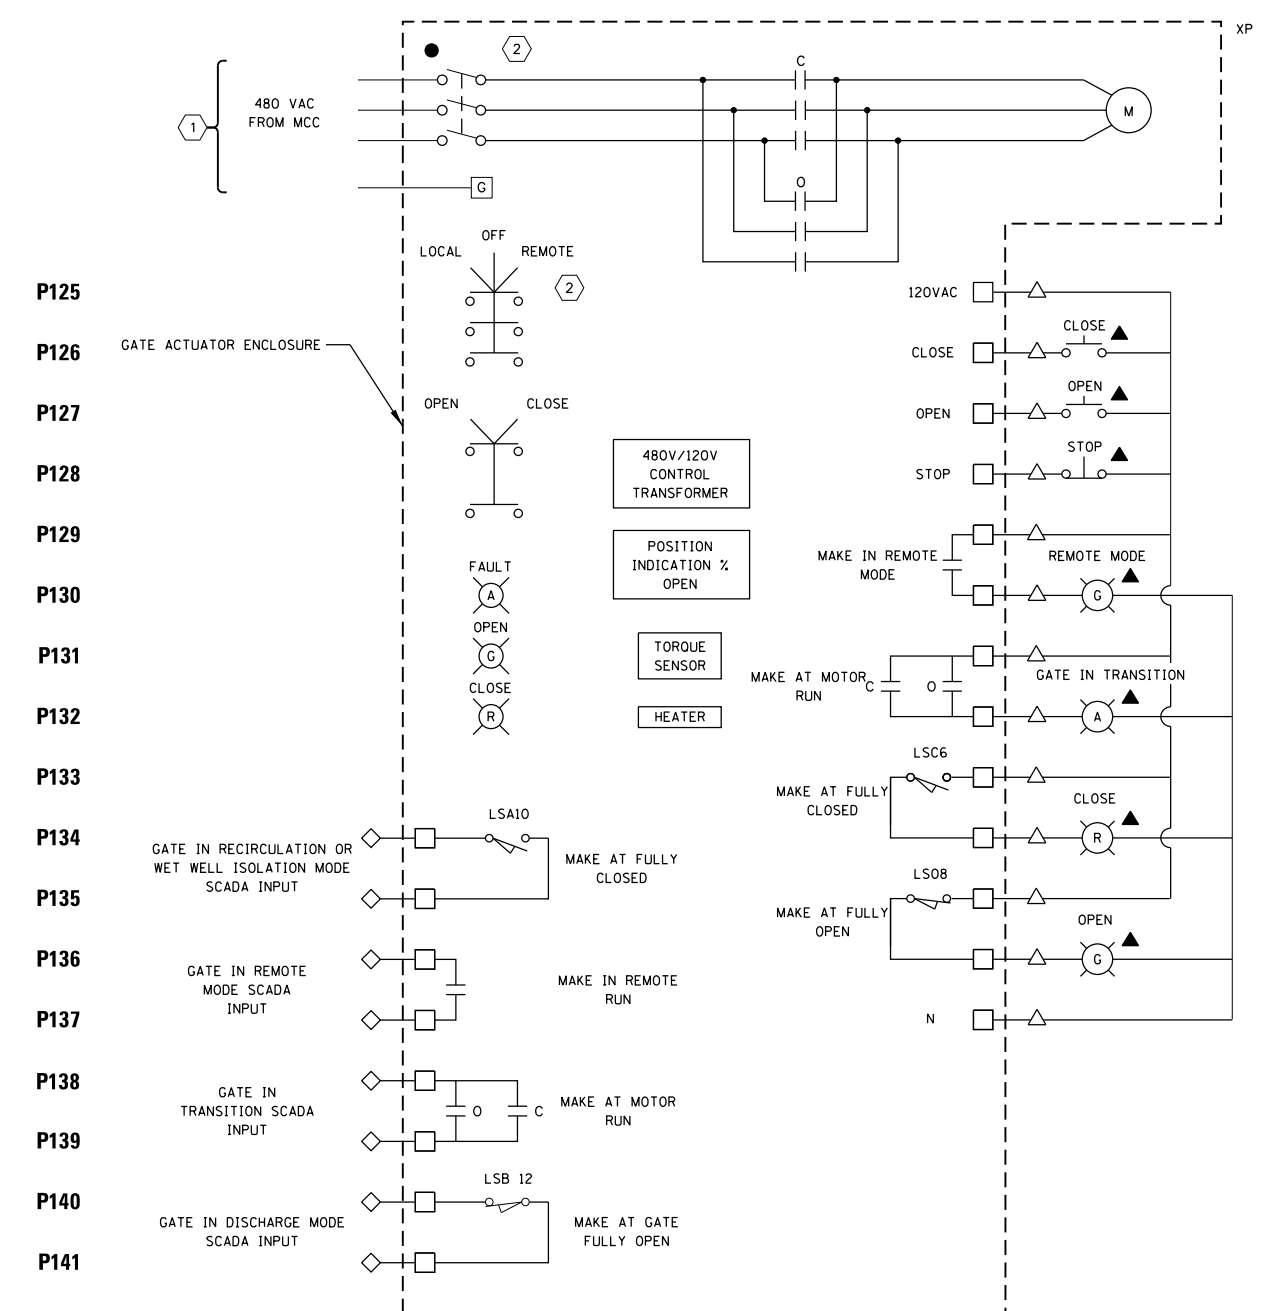 XP
2
C
480 VAC
FROM MCC
1
M
O
G
OFF
LOCAL
REMOTE
2
P125
120VAC
CLOSE
P126
GATE ACTUATOR ENCLOSURE
CLOSE
OPEN
P127
OPEN
CLOSE
OPEN
STOP
P128
480V/120V
CONTROL
TRANSFORMER
STOP
P129
POSITION
INDICATION %
OPEN
MAKE IN REMOTE
MODE
REMOTE MODE
P130
FAULT
A
G
P131
OPEN
G
TORQUE
SENSOR
MAKE AT MOTOR
RUN
C
O
GATE IN TRANSITION
P132
CLOSE
R
HEATER
A
P133
LSC6
MAKE AT FULLY
CLOSED
CLOSE
P134
LSA10
R
GATE IN RECIRCULATION OR
WET WELL ISOLATION MODE
SCADA INPUT
MAKE AT FULLY
CLOSED
P135
LSO8
MAKE AT FULLY
OPEN
OPEN
P136
G
GATE IN REMOTE
MODE SCADA
INPUT
MAKE IN REMOTE
RUN
P137
N
P138
GATE IN
TRANSITION SCADA
INPUT
O
C
MAKE AT MOTOR
RUN
P139
P140
LSB 12
GATE IN DISCHARGE MODE
SCADA INPUT
MAKE AT GATE
FULLY OPEN
P141